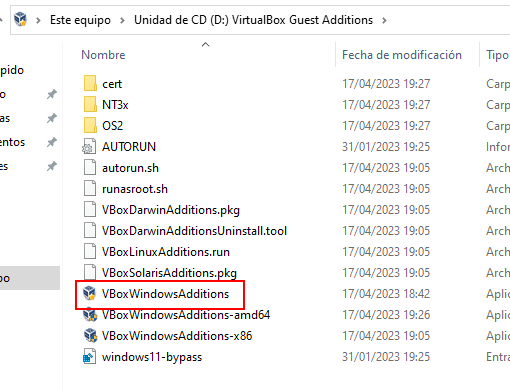 Este equipo > Unidad de CD (D:) VirtualBox Guest Additions >
Nombre Fecha de modificación Tipo
cert 17/04/2023 19:27 Carp
NT3x 17/04/2023 19:27 Carp
OS2 17/04/2023 19:27 Carp
AUTORUN 31/01/2023 19:25 Infor
autorun.sh 17/04/2023 19:05 Arch
runasroot.sh 17/04/2023 19:05 Arch
VBoxDarwinAdditions.pkg 17/04/2023 19:05 Arch
VBoxDarwinAdditionsUninstall.tool 17/04/2023 19:05 Arch
VBoxLinuxAdditions.run 17/04/2023 19:05 Arch
VBoxSolarisAdditions.pkg 17/04/2023 19:05 Arch
VBoxWindowsAdditions 17/04/2023 18:42 Aplic
VBoxWindowsAdditions-amd64 17/04/2023 19:26 Aplic
VBoxWindowsAdditions-x86 17/04/2023 19:05 Aplic
windows11-bypass 31/01/2023 19:25 Entra
pido
o
as
entos
es
po